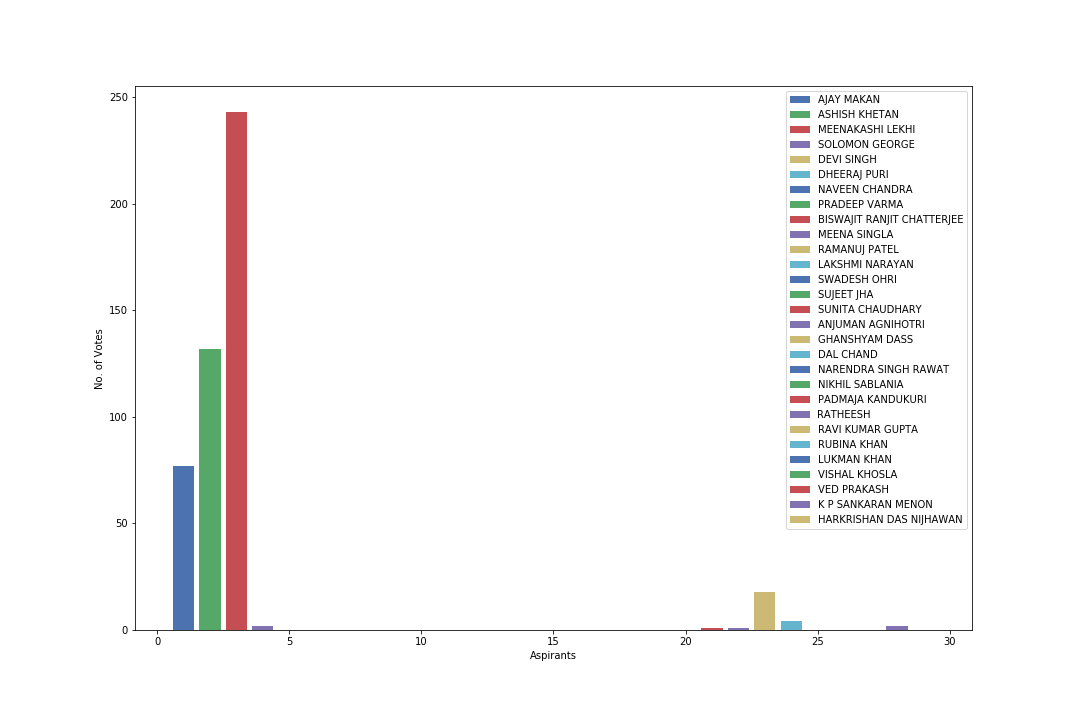 250
200
150
100
50
0
No. of Votes
0 5 10 15 20 25 30
Aspirants
AJAY MAKAN
ASHISH KHETAN
MEENAKASHI LEKHI
SOLOMON GEORGE
DEVI SINGH
DHEERAJ PURI
NAVEEN CHANDRA
PRADEEP VARMA
BISWAJIT RANJIT CHATTERJEE
MEENA SINGLA
RAMANUJ PATEL
LAKSHMI NARAYAN
SWADESH OHRI
SUJEET JHA
SUNITA CHAUDHARY
ANJUMAN AGNIHOTRI
GHANSHYAM DASS
DAL CHAND
NARENDRA SINGH RAWAT
NIKHIL SABLANIA
PADMAJA KANDUKURI
RATHEESH
RAVI KUMAR GUPTA
RUBINA KHAN
LUKMAN KHAN
VISHAL KHOSLA
VED PRAKASH
K P SANKARAN MENON
HARKRISHAN DAS NIJHAWAN